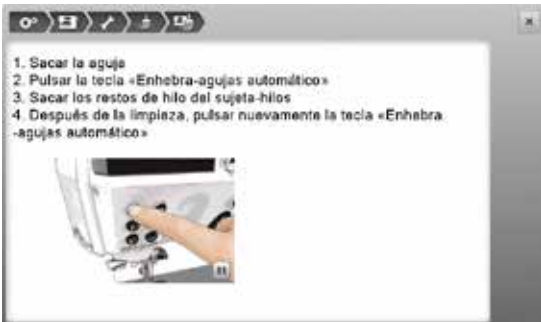 1. Sacar la aguja
2. Pulsar la tecla «Enhebra-agujas automático»
3. Sacar los restos de hilo del sujeta-hilos
4. Después de la limpieza, pulsar nuevamente la tecla «Enhebra
-agujas automático»